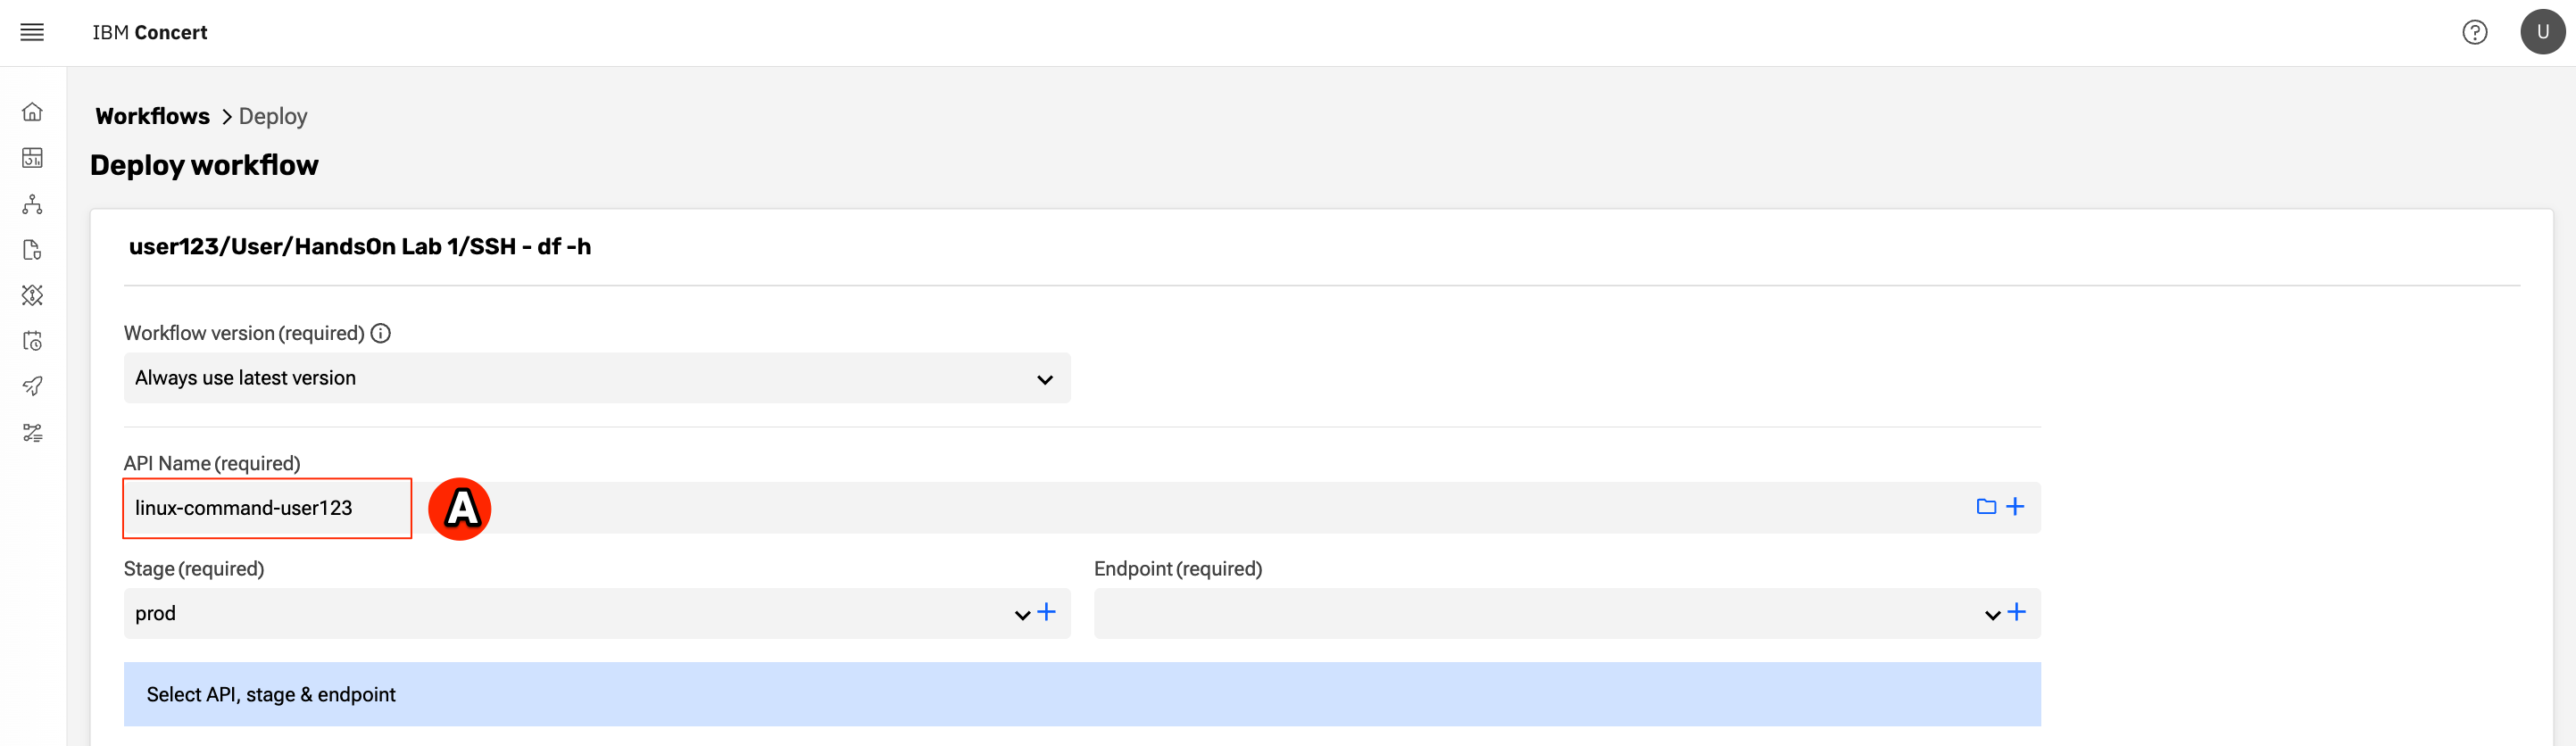 IBM Concert
U
Workflows > Deploy
Deploy workflow
user123/User/HandsOn Lab 1/SSH - df -h
Workflow version (required)
Always use latest version
API Name (required)
linux-command-user123
A
Stage (required)
Endpoint (required)
prod
Select API, stage & endpoint